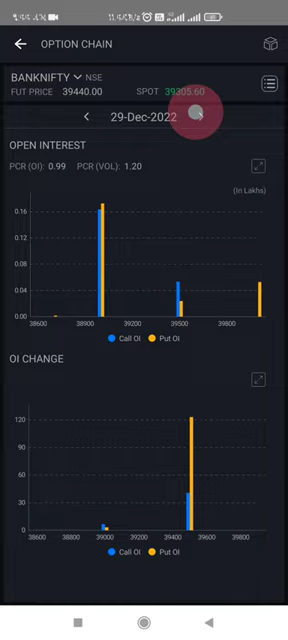 OPTION CHAIN
BANKNIFTY NSE
FUT PRICE 39440.00 SPOT 39305.60
29-Dec-2022
OPEN INTEREST
PCR (OI): 0.99 PCR (VOL): 1.20
(In Lakhs)
0.16
0.12
0.08
0.04
0.00
38600 38900 39200 39500 39800
Call OI Put OI
OI CHANGE
120
90
60
30
0
38600 38800 39000 39200 39400 39600 39800
Call OI Put OI